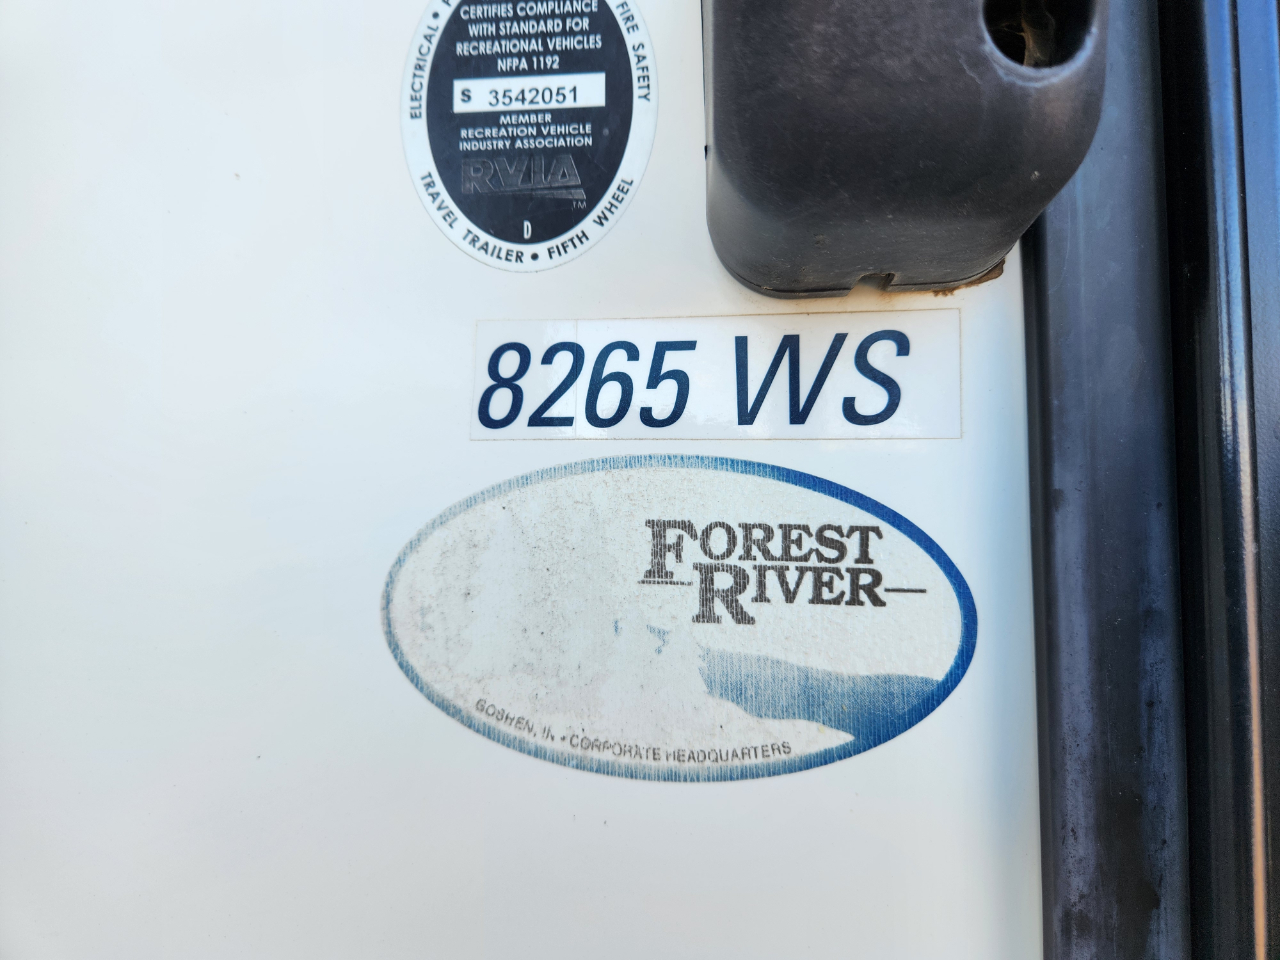 CERTIFIES COMPLIANCE
WITH STANDARD FOR
RECREATIONAL VEHICLES
NFPA 1192
S 3542051
MEMBER
RECREATION VEHICLE
INDUSTRY ASSOCIATION
RVIA
TM
D
ELECTRICAL •
FIRE SAFETY
TRAVEL TRAILER • FIFTH WHEEL
8265 WS
FOREST
RIVER
GOSHEN, IN • CORPORATE HEADQUARTERS